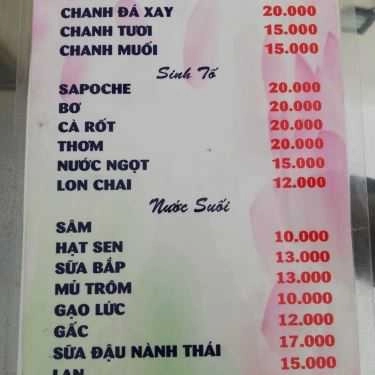 CHANH ĐÁ XAY 20.000
CHANH TƯƠI 15.000
CHANH MUỐI 15.000
Sinh Tố
SAPOCHE 20.000
BƠ 20.000
CÀ RỐT 20.000
THƠM 20.000
NƯỚC NGỌT 15.000
LON CHAI 12.000
Nước Suối
SÂM 10.000
HẠT SEN 13.000
SỮA BẮP 13.000
MỦ TRÔM 10.000
GẠO LỨC 12.000
GẤC 17.000
SỮA ĐẬU NÀNH THÁI 15.000